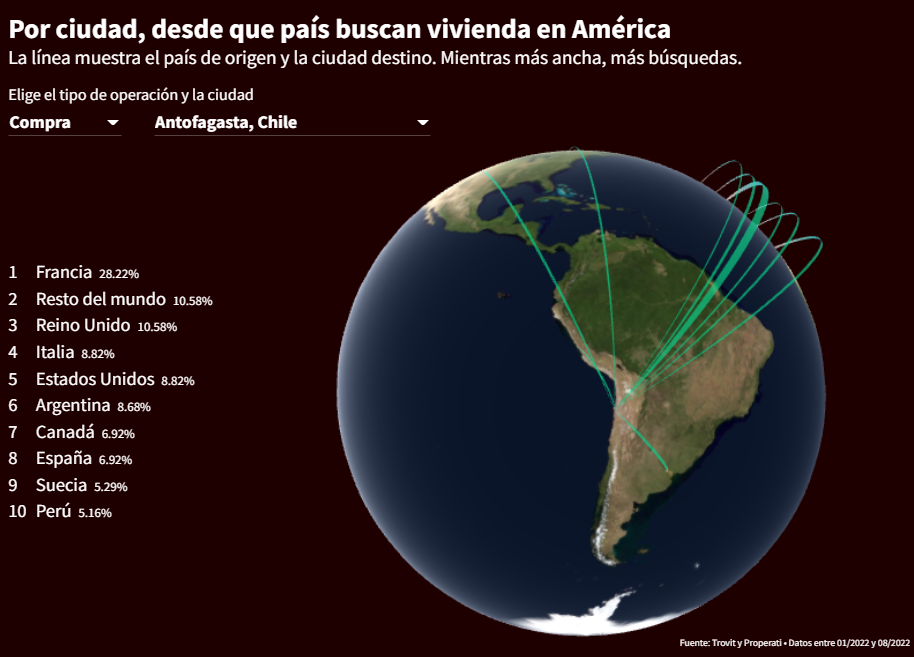 Por ciudad, desde que país buscan vivienda en América
La línea muestra el país de origen y la ciudad destino. Mientras más ancha, más búsquedas.
Elige el tipo de operación y la ciudad
Compra Antofagasta, Chile
1 Francia 28.22%
2 Resto del mundo 10.58%
3 Reino Unido 10.58%
4 Italia 8.82%
5 Estados Unidos 8.82%
6 Argentina 8.68%
7 Canadá 6.92%
8 España 6.92%
9 Suecia 5.29%
10 Perú 5.16%
Fuente: Trovit y Properati • Datos entre 01/2022 y 08/2022